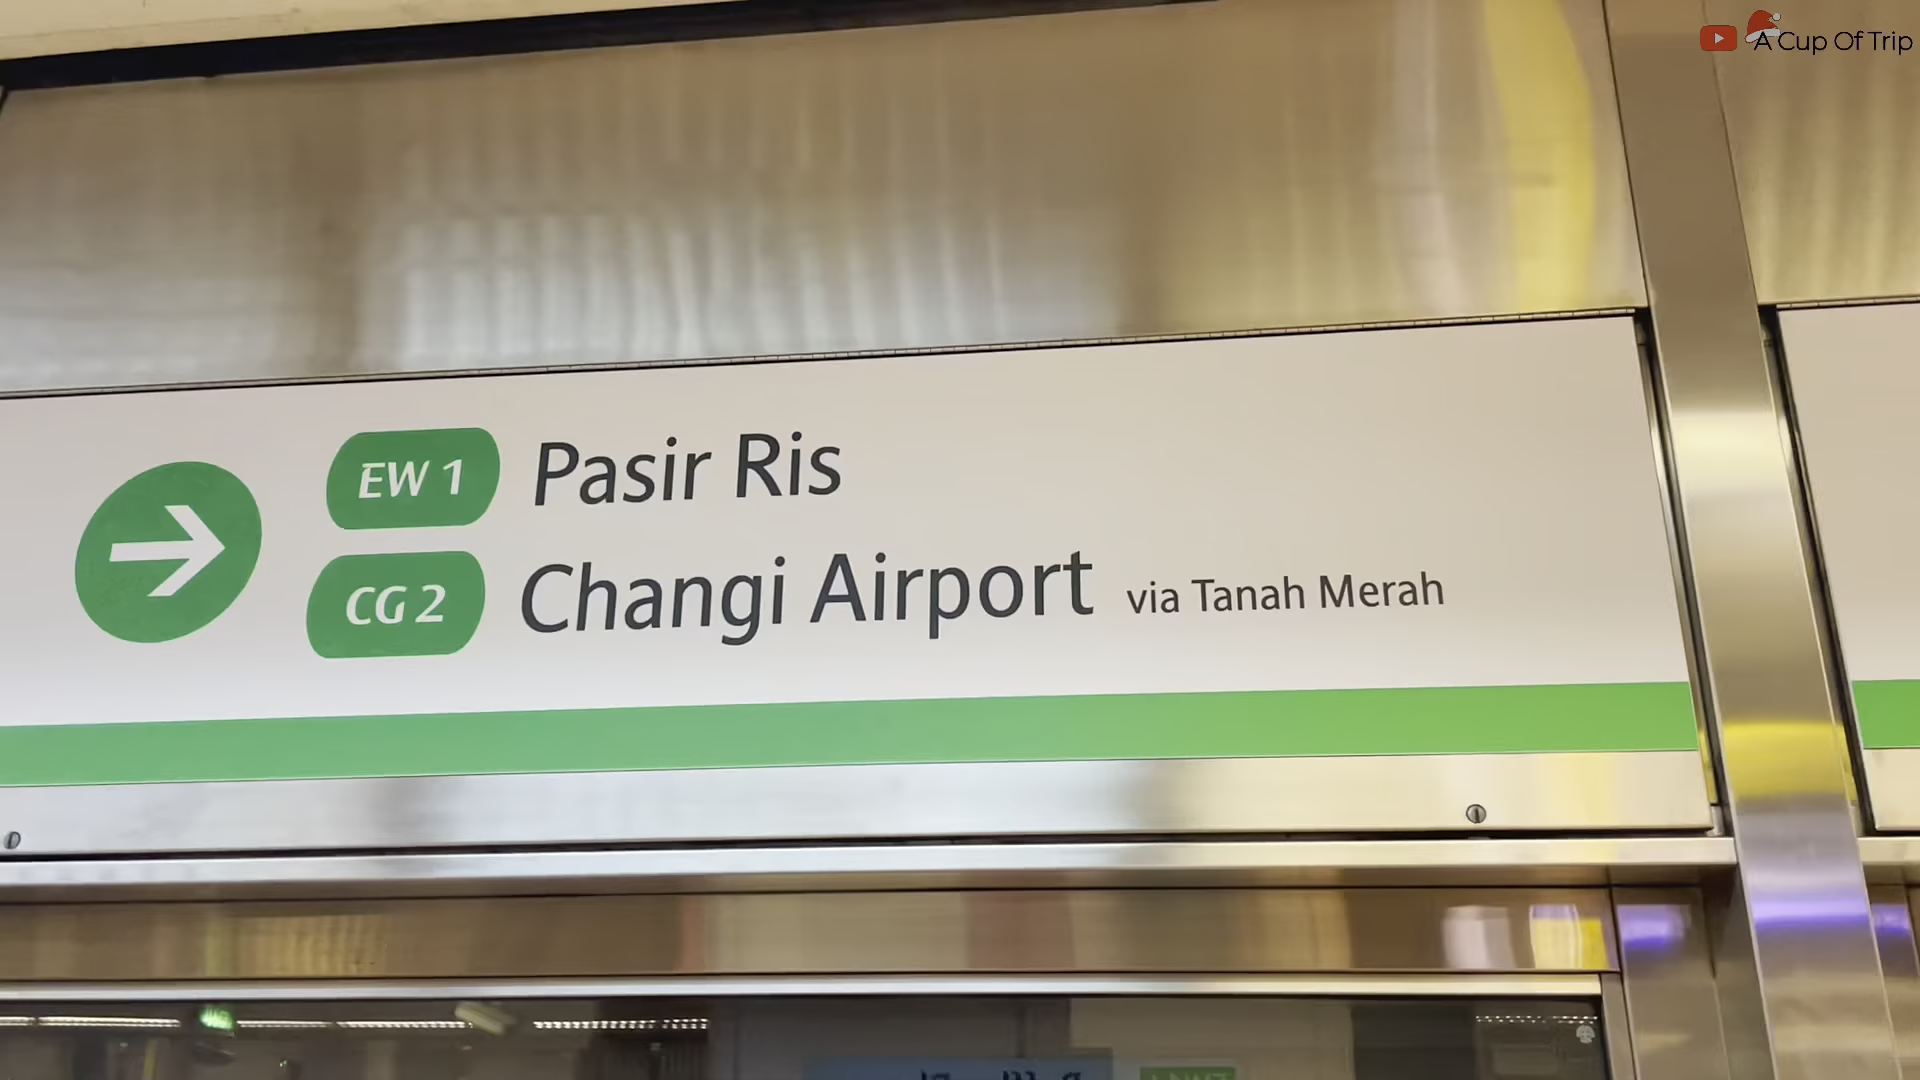 A Cup Of Trip
EW 1 Pasir Ris
CG 2 Changi Airport via Tanah Merah